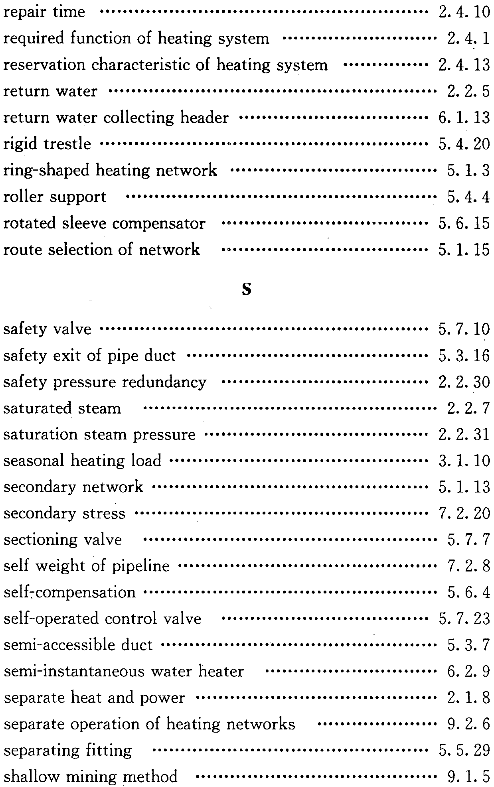 repair time ······ 2.4.10
required function of heating system ······ 2.4.1
reservation characteristic of heating system ······ 2.4.13
return water ······ 2.2.5
return water collecting header ······ 6.1.13
rigid trestle ······ 5.4.20
ring-shaped heating network ······ 5.1.3
roller support ······ 5.4.4
rotated sleeve compensator ······ 5.6.15
route selection of network ······ 5.1.15
S
safety valve ······ 5.7.10
safety exit of pipe duct ······ 5.3.16
safety pressure redundancy ······ 2.2.30
saturated steam ······ 2.2.7
saturation steam pressure ······ 2.2.31
seasonal heating load ······ 3.1.10
secondary network ······ 5.1.13
secondary stress ······ 7.2.20
sectioning valve ······ 5.7.7
self weight of pipeline ······ 7.2.8
self-compensation ······ 5.6.4
self-operated control valve ······ 5.7.23
semi-accessible duct ······ 5.3.7
semi-instantaneous water heater ······ 6.2.9
separate heat and power ······ 2.1.8
separate operation of heating networks ······ 9.2.6
separating fitting ······ 5.5.29
shallow mining method ······ 9.1.5